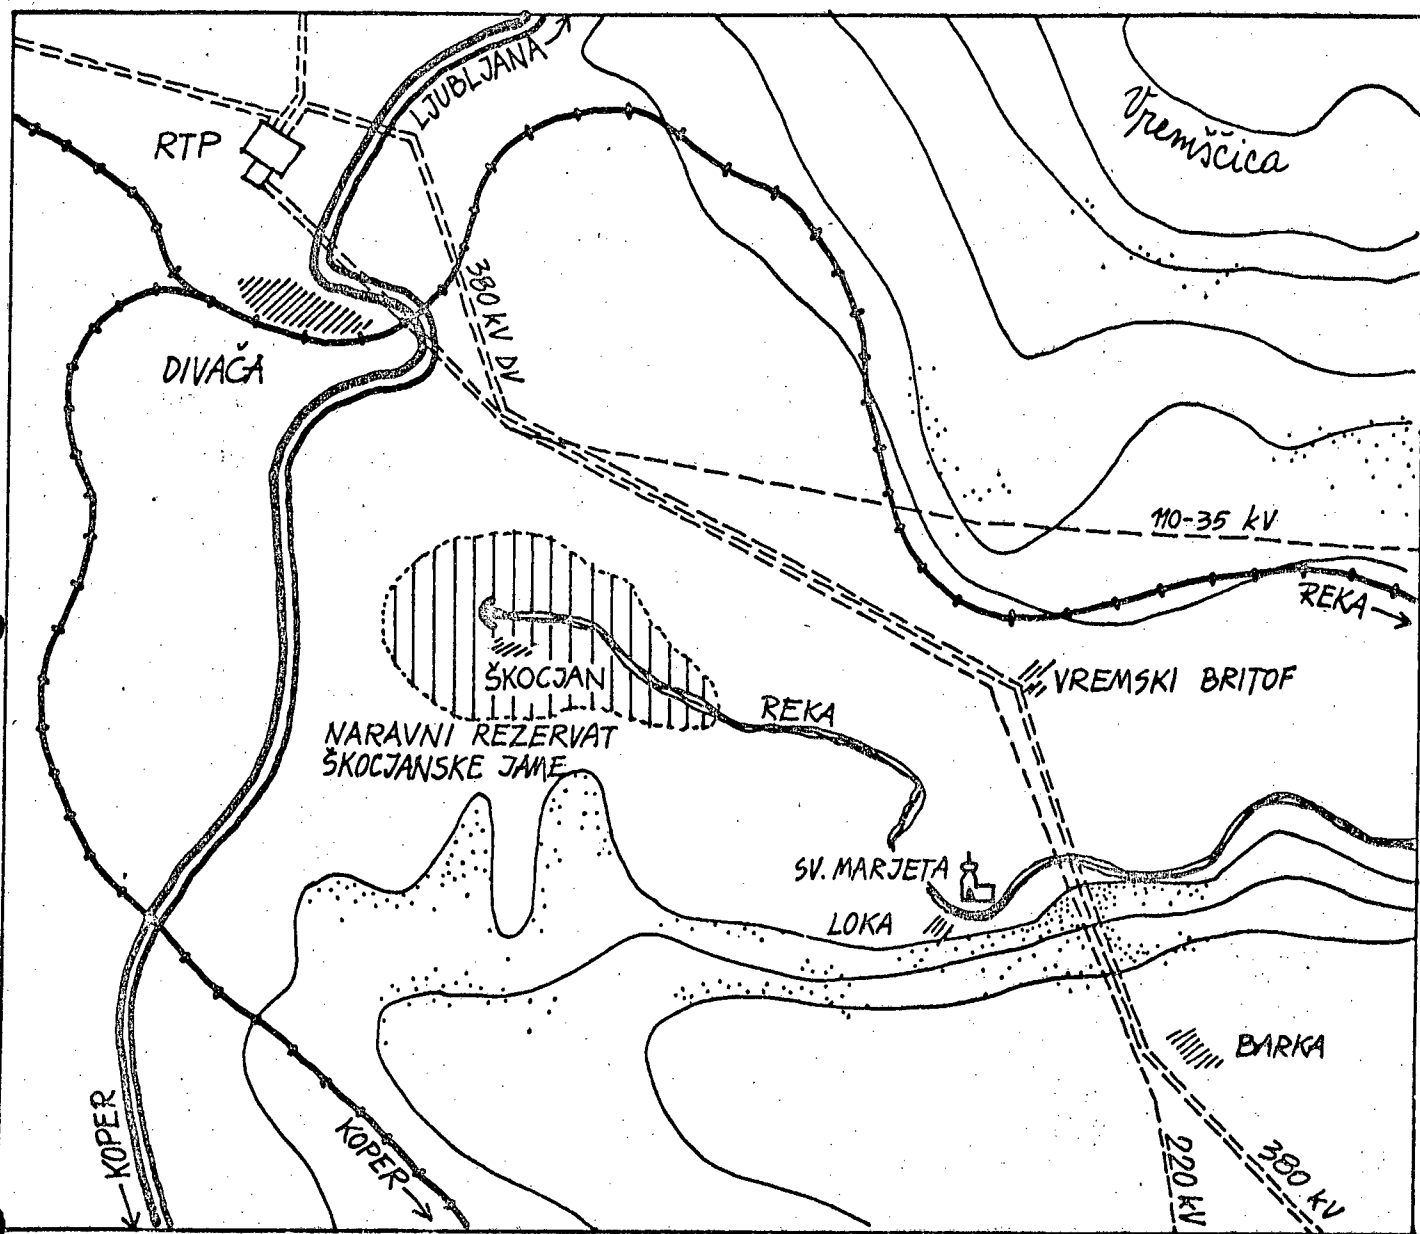 LJUBLJANA
Vremščica
RTP
380 KV DV
DIVAČA
110-35 kV
REKA
ŠKOCJAN
VREMSKI BRITOF
REKA
NARAVNI REZERVAT
ŠKOCJANSKE JAME
SV. MARJETA
LOKA
BARKA
KOPER
KOPER
220 KV
380 KV